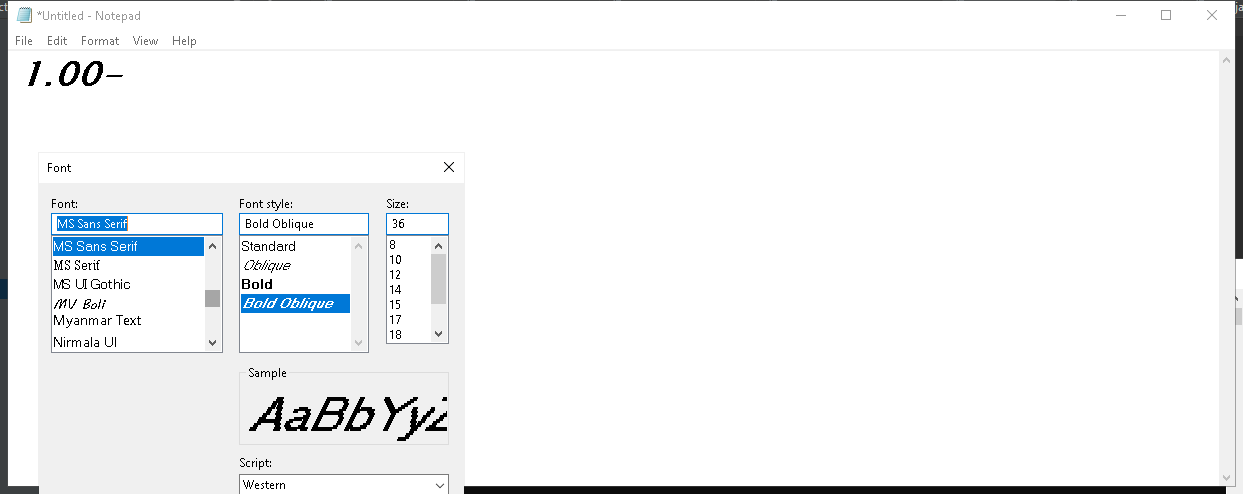 *Untitled - Notepad
File Edit Format View Help
1.00-
Font
Font: Font style: Size:
MS Sans Serif Bold Oblique 36
MS Sans Serif Standard 8
MS Serif Oblique 10
MS UI Gothic Bold 12
MV Boli Bold Oblique 14
Myanmar Text 15
Nirmala UI 17
18
Sample
AaBbYyZ
Script:
Western